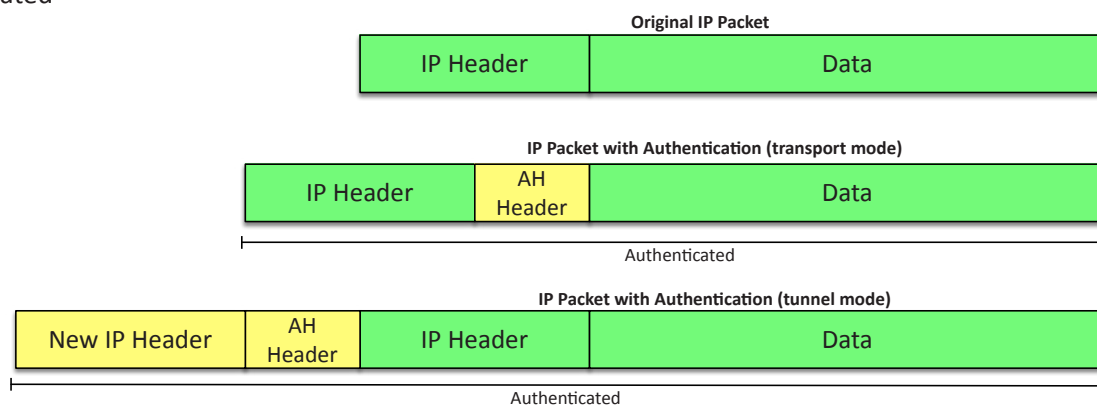 Original IP Packet
IP Header Data
IP Packet with Authentication (transport mode)
IP Header AH Header Data
Authenticated
IP Packet with Authentication (tunnel mode)
New IP Header AH Header IP Header Data
Authenticated